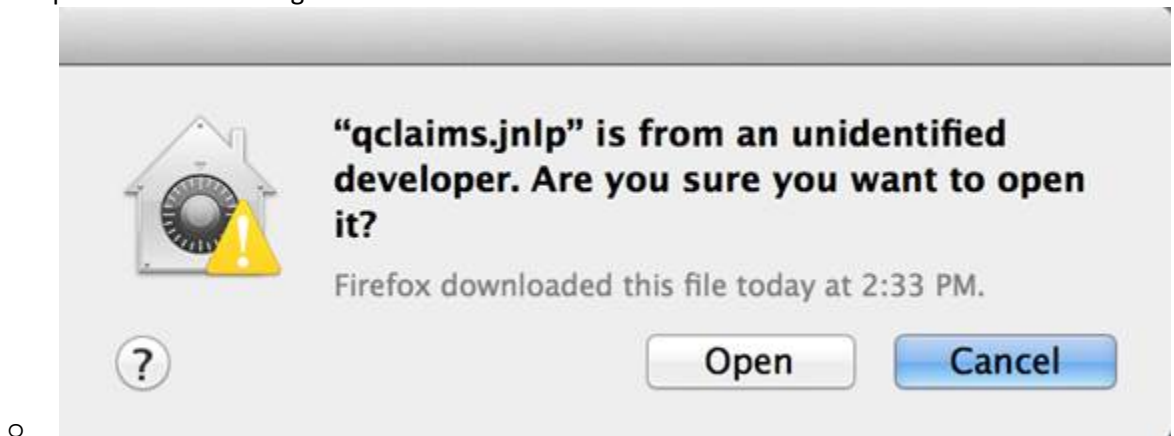 “qclaims.jnlp” is from an unidentified
developer. Are you sure you want to open
it?
Firefox downloaded this file today at 2:33 PM.
?
Open
Cancel